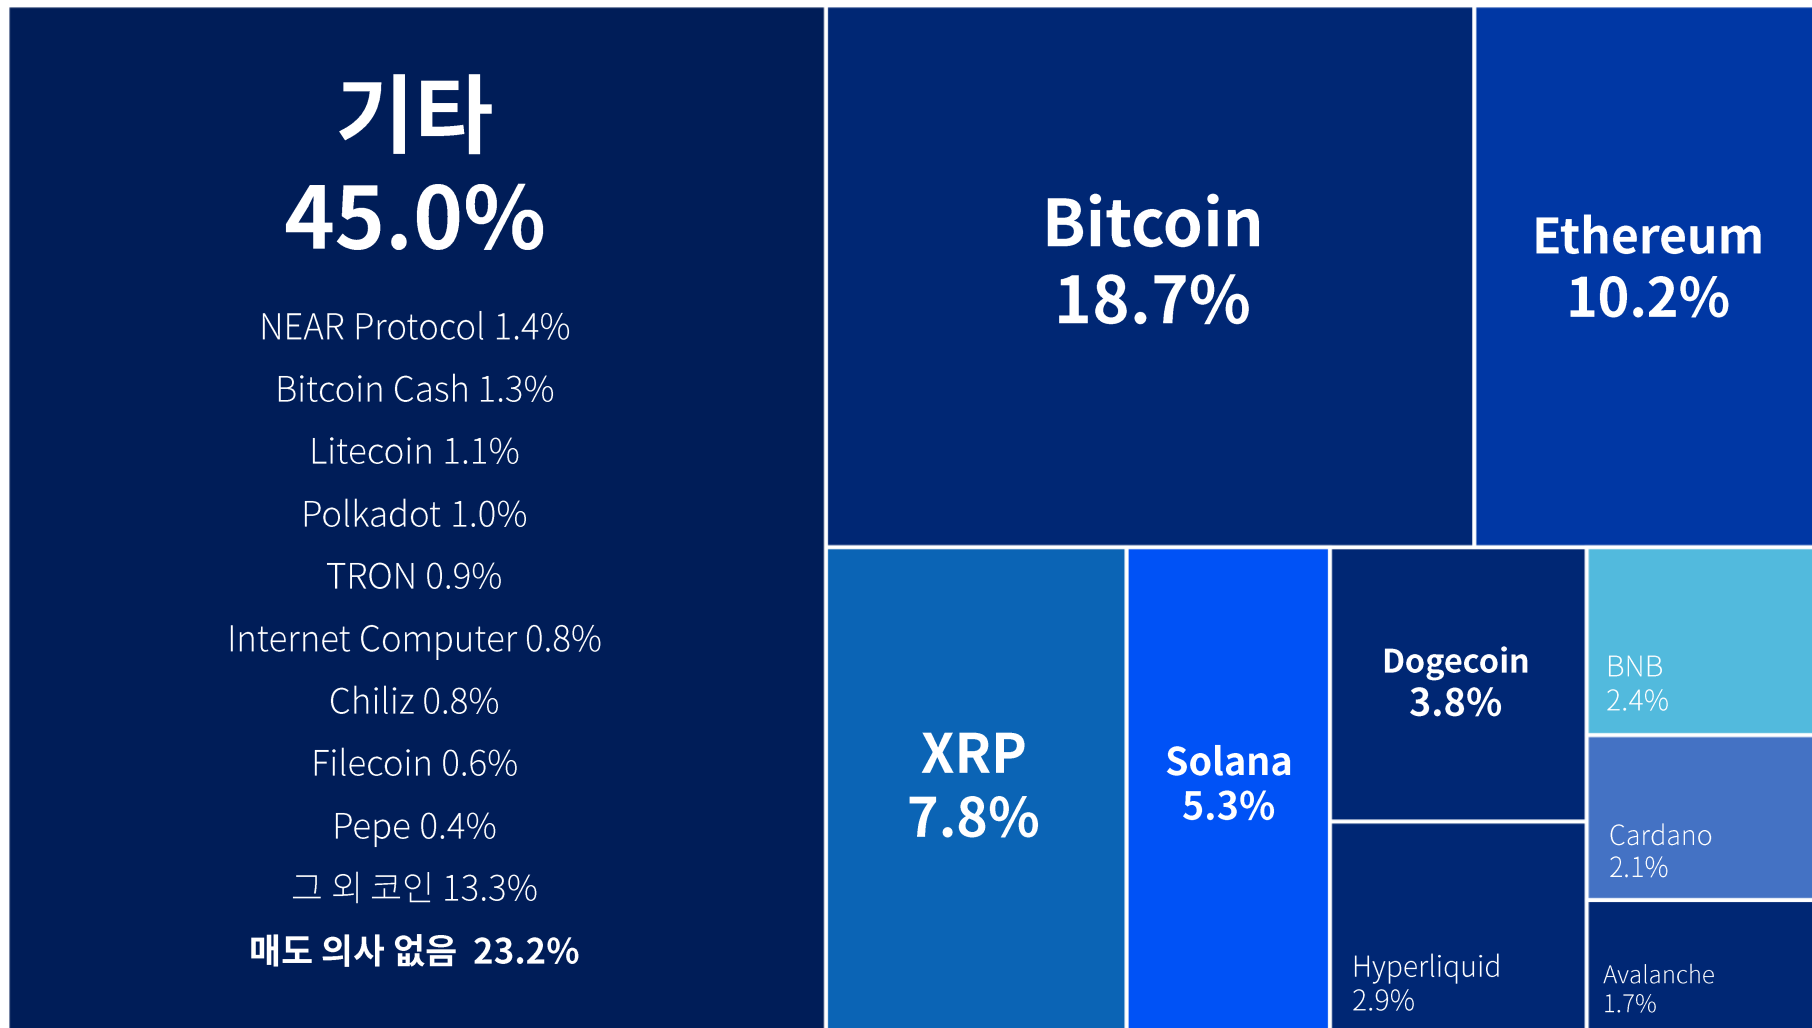 기타
45.0%
NEAR Protocol 1.4%
Bitcoin Cash 1.3%
Litecoin 1.1%
Polkadot 1.0%
TRON 0.9%
Internet Computer 0.8%
Chiliz 0.8%
Filecoin 0.6%
Pepe 0.4%
그 외 코인 13.3%
매도 의사 없음 23.2%
Bitcoin
18.7%
Ethereum
10.2%
XRP
7.8%
Solana
5.3%
Dogecoin
3.8%
Hyperliquid
2.9%
BNB
2.4%
Cardano
2.1%
Avalanche
1.7%